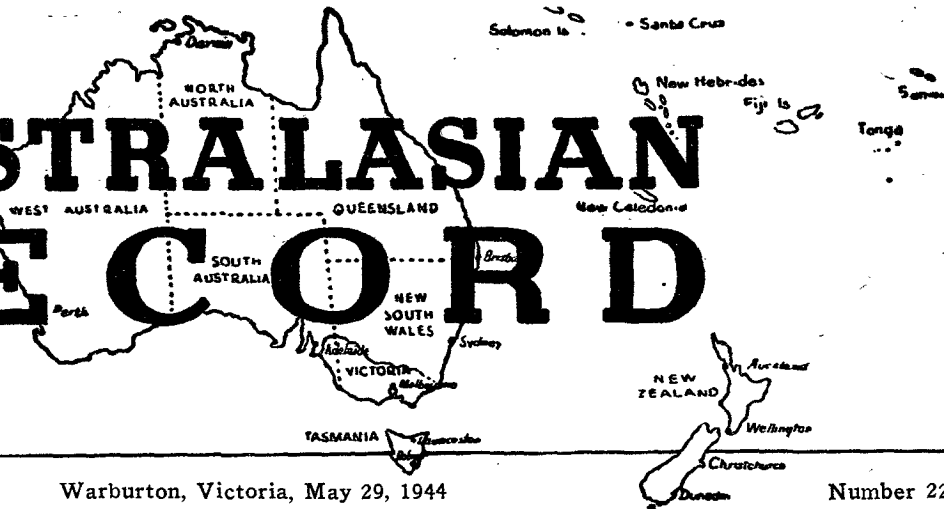 Solomon Is.
Santa Cruz
Darwin
New Hebrides
NORTH
AUSTRALIA
Fiji Is
Tonga
STRALASIAN
WEST AUSTRALIA
QUEENSLAND
New Caledonia
ECORD
SOUTH
AUSTRALIA
Perth
NEW
SOUTH
WALES
Sydney
Adelaide
VICTORIA
Melbourne
Auckland
NEW
ZEALAND
Wellington
TASMANIA
Launceston
Christchurch
Dunedin
Warburton, Victoria, May 29, 1944
Number 22